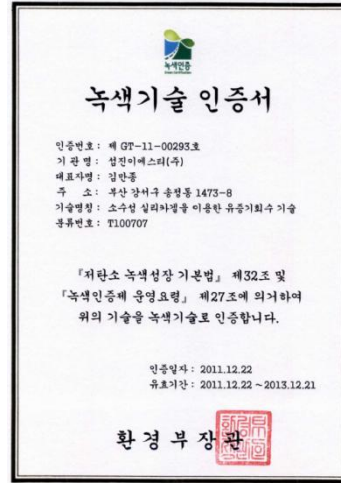 녹색인증
녹색기술 인증서
인증번호 : 제 GT-11-00293호
기 관 명 : 섬진이에스티(주)
대표자명 : 김만종
주 소 : 부산 강서구 송정동 1473-8
기술명칭 : 소수성 실리카겔을 이용한 유증기회수 기술
분류번호 : T100707
『저탄소 녹색성장 기본법』 제32조 및
『녹색인증제 운영요령』 제27조에 의거하여
위의 기술을 녹색기술로 인증합니다.
인증일자 : 2011.12.22
유효기간 : 2011.12.22 ~ 2013.12.21
환 경 부 장 관